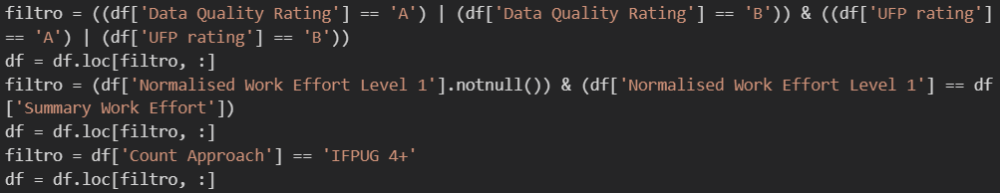 filtro = ((df['Data Quality Rating'] == 'A') | (df['Data Quality Rating'] == 'B')) & ((df['UFP rating']
== 'A') | (df['UFP rating'] == 'B'))
df = df.loc[filtro, :]
filtro = (df['Normalised Work Effort Level 1'].notnull()) & (df['Normalised Work Effort Level 1'] == df
['Summary Work Effort'])
df = df.loc[filtro, :]
filtro = df['Count Approach'] == 'IFPUG 4+'
df = df.loc[filtro, :]